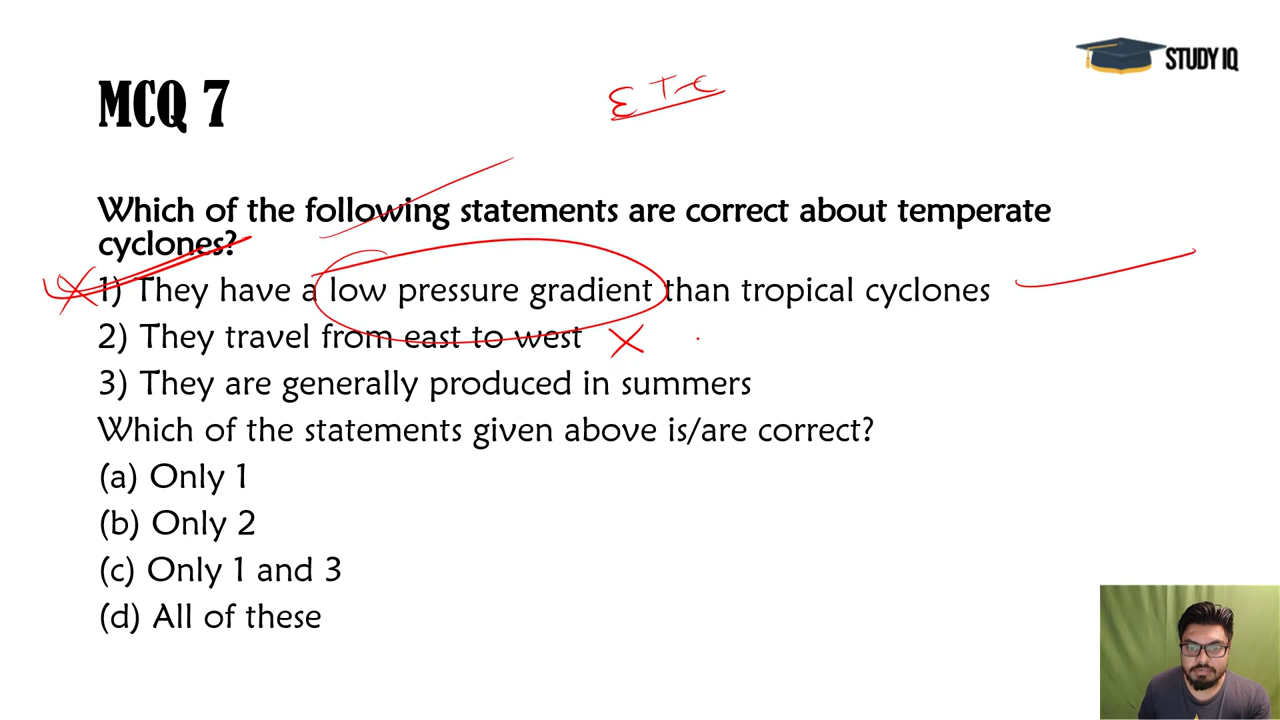 STUDY IQ
MCQ 7
E T C
Which of the following statements are correct about temperate
cyclones?
1) They have a low pressure gradient than tropical cyclones
2) They travel from east to west
3) They are generally produced in summers
Which of the statements given above is/are correct?
(a) Only 1
(b) Only 2
(c) Only 1 and 3
(d) All of these